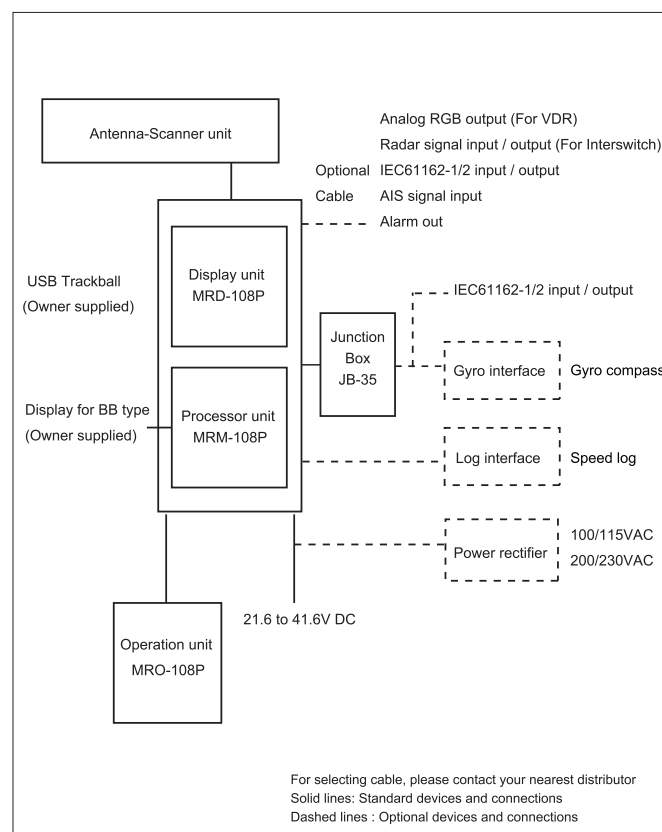 Antenna-Scanner unit
Analog RGB output (For VDR)
Radar signal input / output (For Interswitch)
Optional IEC61162-1/2 input / output
Cable AIS signal input
Alarm out
Display unit
MRD-108P
USB Trackball
(Owner supplied)
IEC61162-1/2 input / output
Junction
Box
JB-35
Gyro interface Gyro compass
Display for BB type
(Owner supplied)
Processor unit
MRM-108P
Log interface Speed log
Power rectifier
100/115VAC
200/230VAC
21.6 to 41.6V DC
Operation unit
MRO-108P
For selecting cable, please contact your nearest distributor
Solid lines: Standard devices and connections
Dashed lines : Optional devices and connections